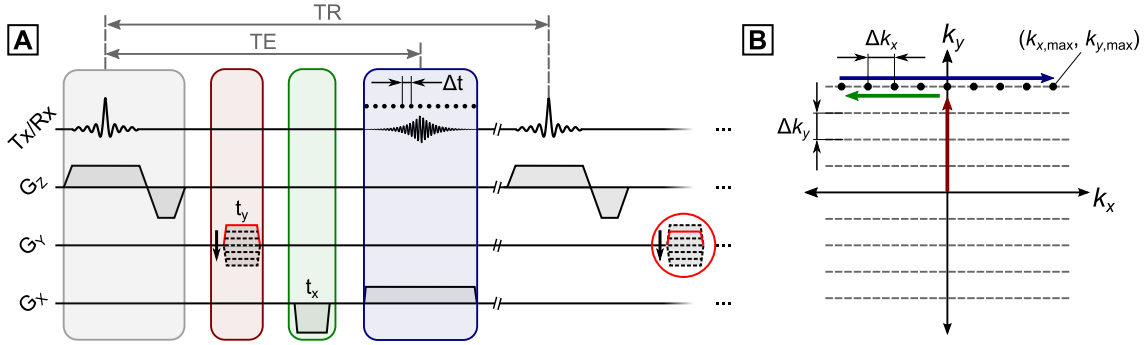 A
TR
TE
Δt
Tx/Rx
...
Gz
ty
GY
...
tx
GX
...
B
ky
Δkx
(kx,max, ky,max)
Δky
kx